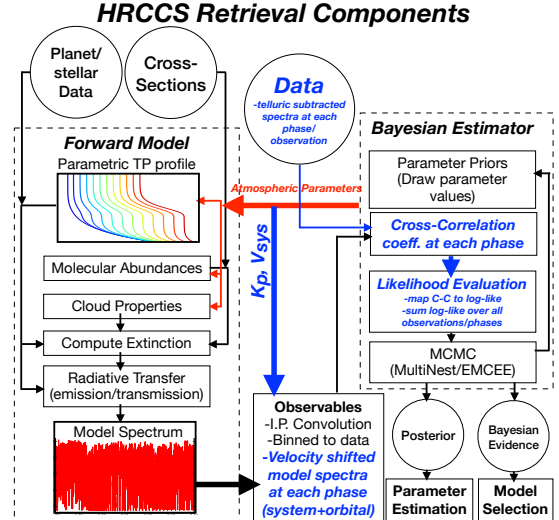 HRCCS Retrieval Components
Planet/
stellar
Data
Cross-
Sections
Data
-telluric subtracted
spectra at each
phase/
observation
Forward Model
Parametric TP profile
Molecular Abundances
Cloud Properties
Compute Extinction
Radiative Transfer
(emission/transmission)
Model Spectrum
Atmospheric Parameters
Kp, Vsys
Bayesian Estimator
Parameter Priors
(Draw parameter
values)
Cross-Correlation
coeff. at each phase
Likelihood Evaluation
-map C-C to log-like
-sum log-like over all
observations/phases
MCMC
(MultiNest/EMCEE)
Observables
-I.P. Convolution
-Binned to data
-Velocity shifted
model spectra
at each phase
(system+orbital)
Posterior
Bayesian
Evidence
Parameter
Estimation
Model
Selection